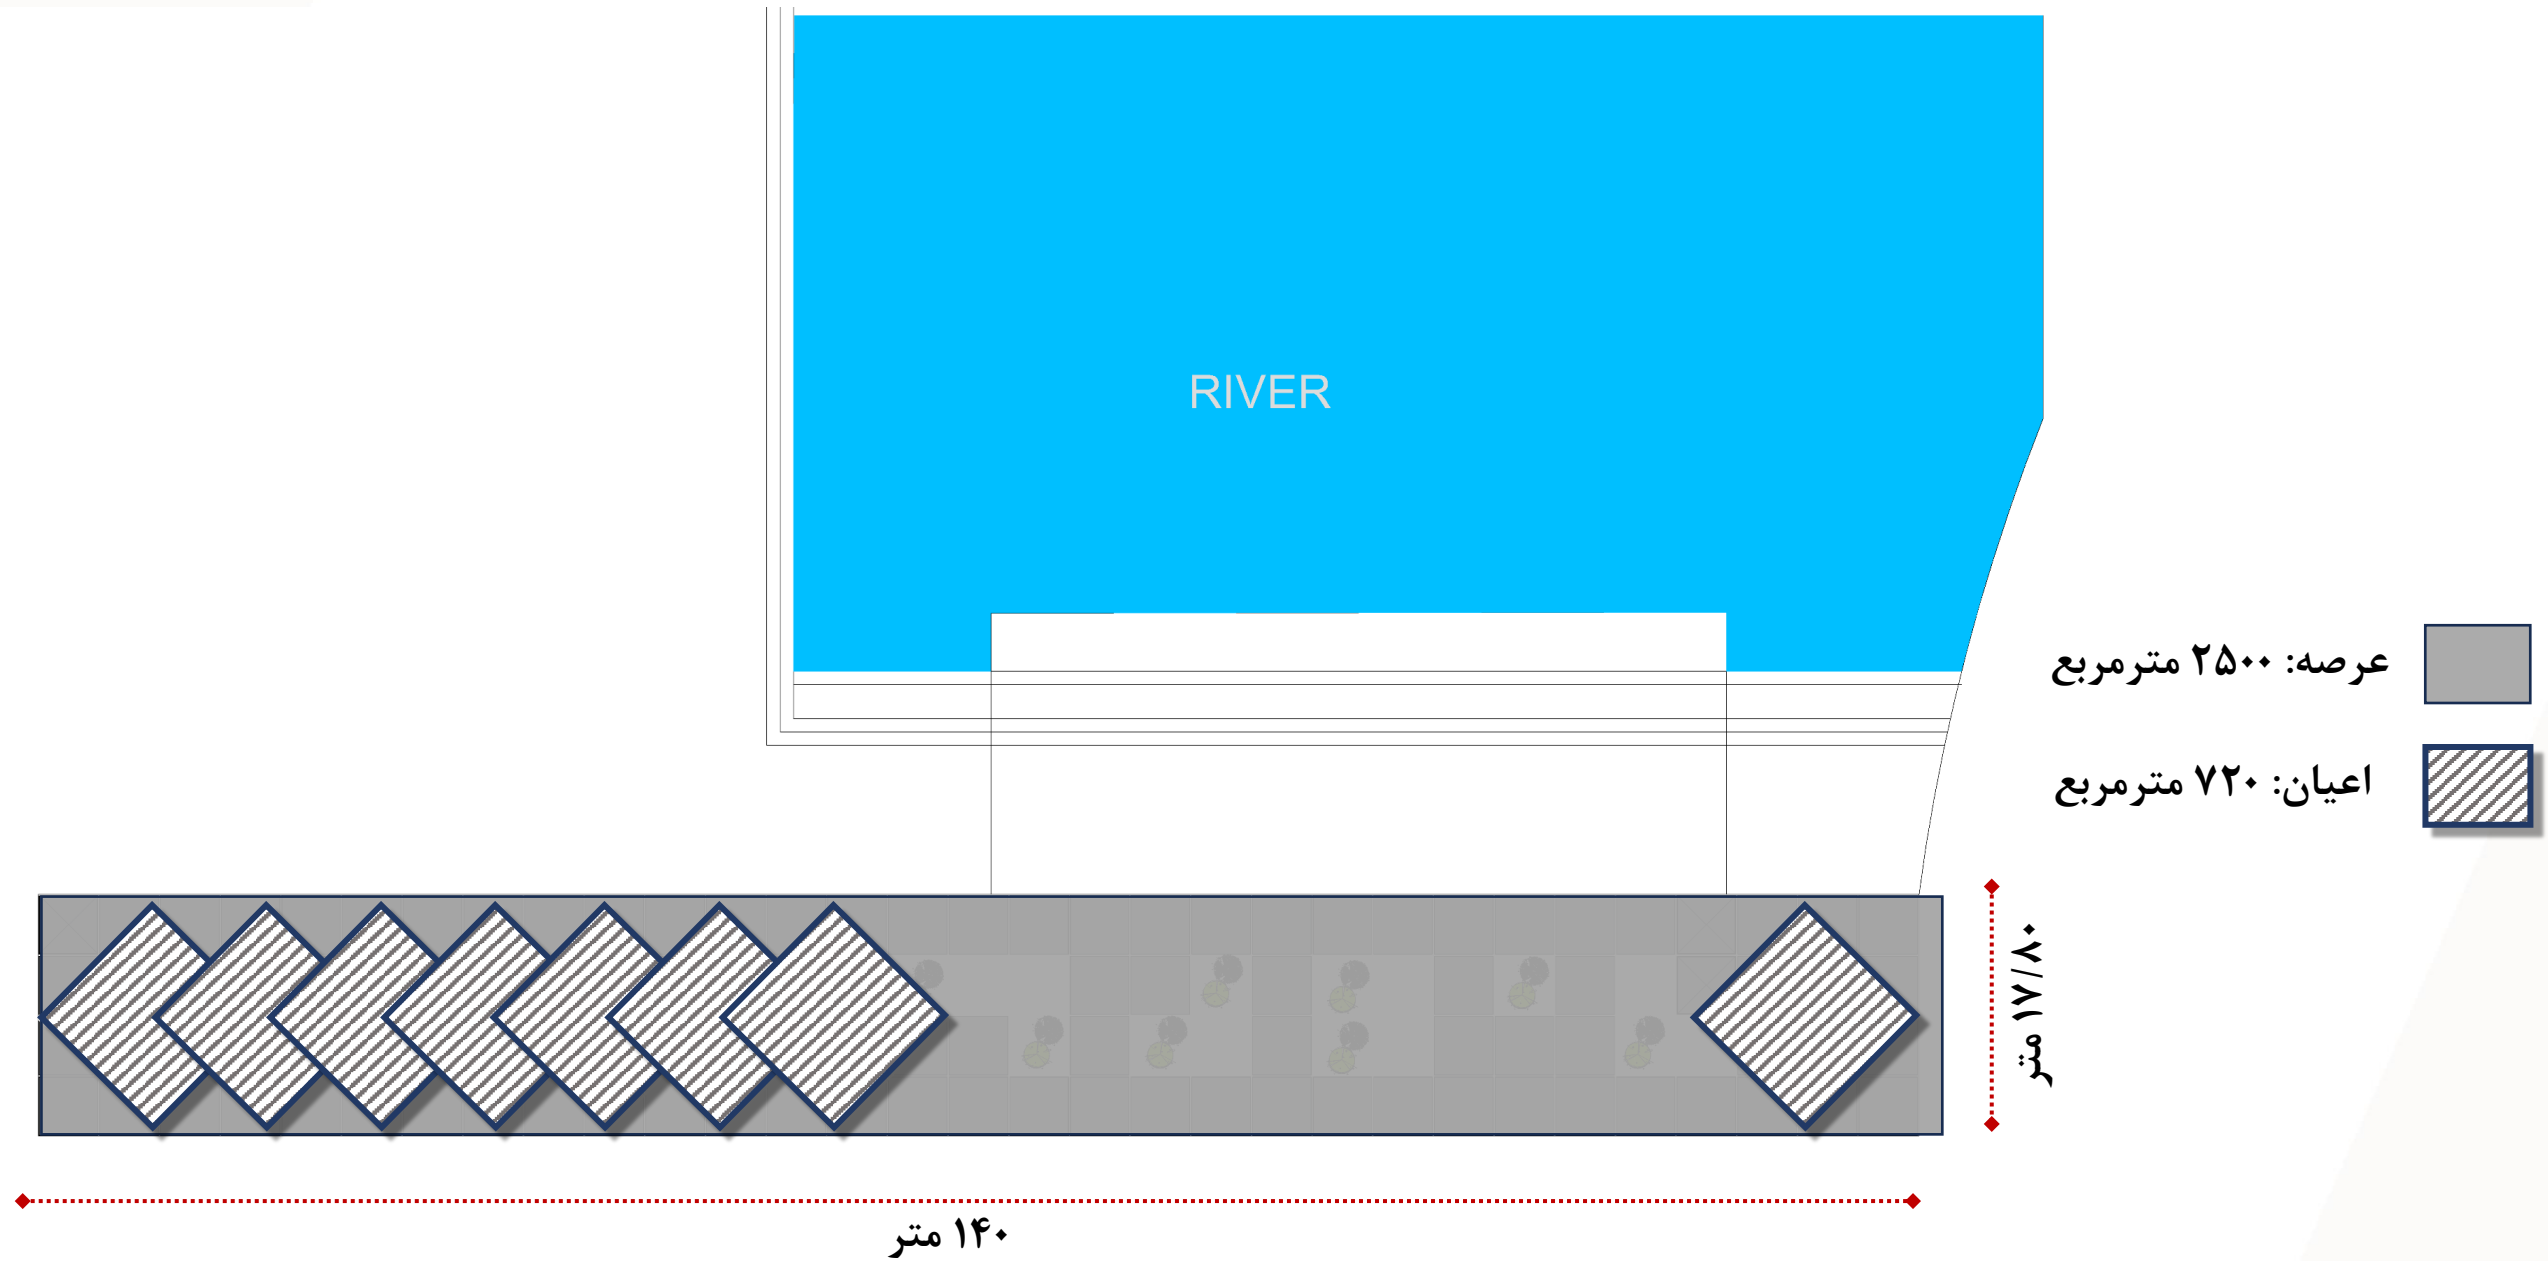 RIVER
عرصه: ۲۵۰۰ مترمربع
اعیان: ۷۲۰ مترمربع
۱۷/۸۰ متر
۱۴۰ متر